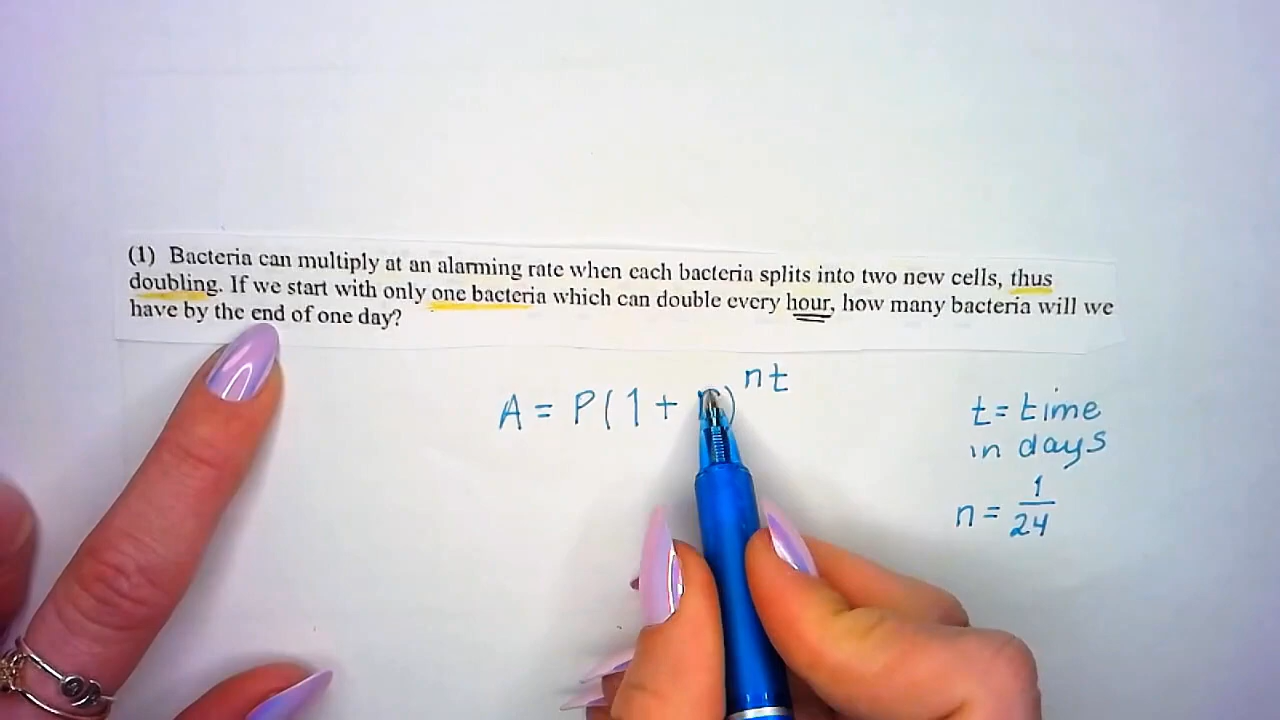 (1) Bacteria can multiply at an alarming rate when each bacteria splits into two new cells, thus
doubling. If we start with only one bacteria which can double every hour, how many bacteria will we
have by the end of one day?
A = P(1 + r)^nt
t = time
in days
n = 1/24